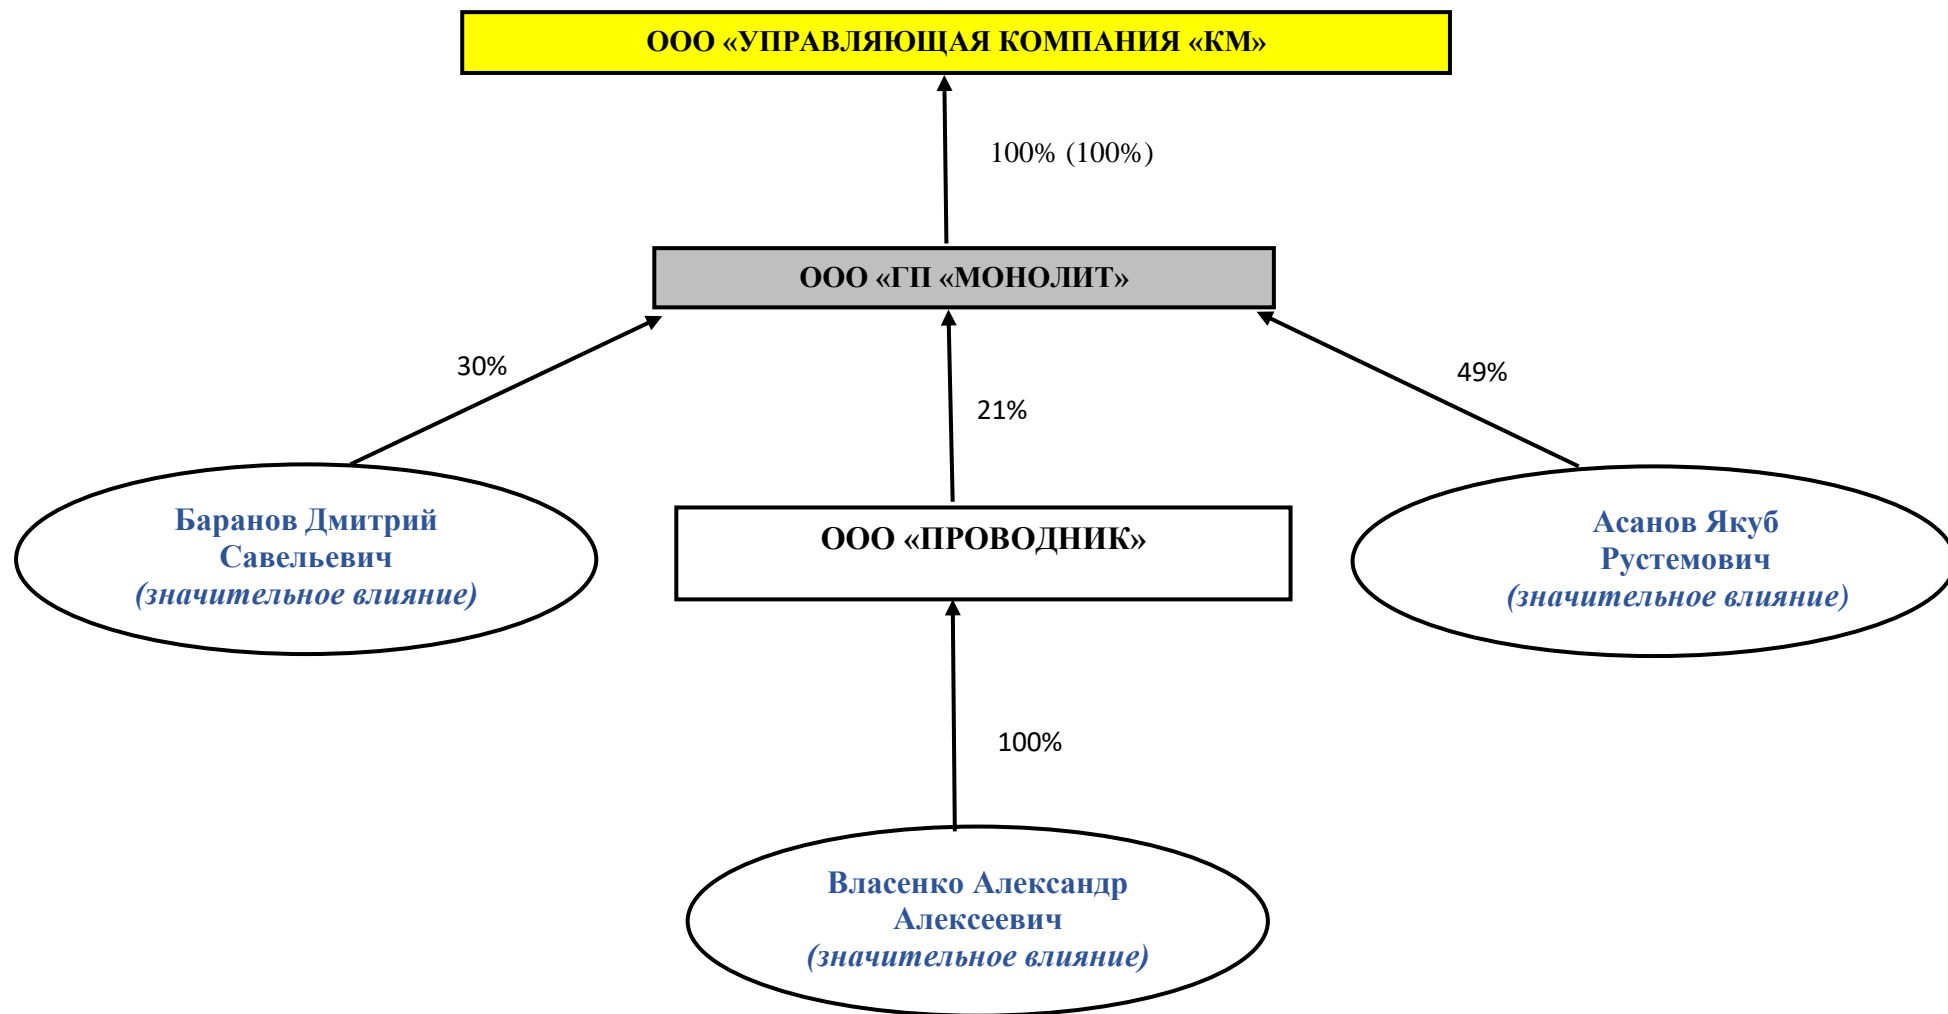 ООО «УПРАВЛЯЮЩАЯ КОМПАНИЯ «КМ»
100% (100%)
ООО «ГП «МОНОЛИТ»
30%
21%
49%
Баранов Дмитрий
Савельевич
(значительное влияние)
ООО «ПРОВОДНИК»
Асанов Якуб
Рустемович
(значительное влияние)
100%
Власенко Александр
Алексеевич
(значительное влияние)